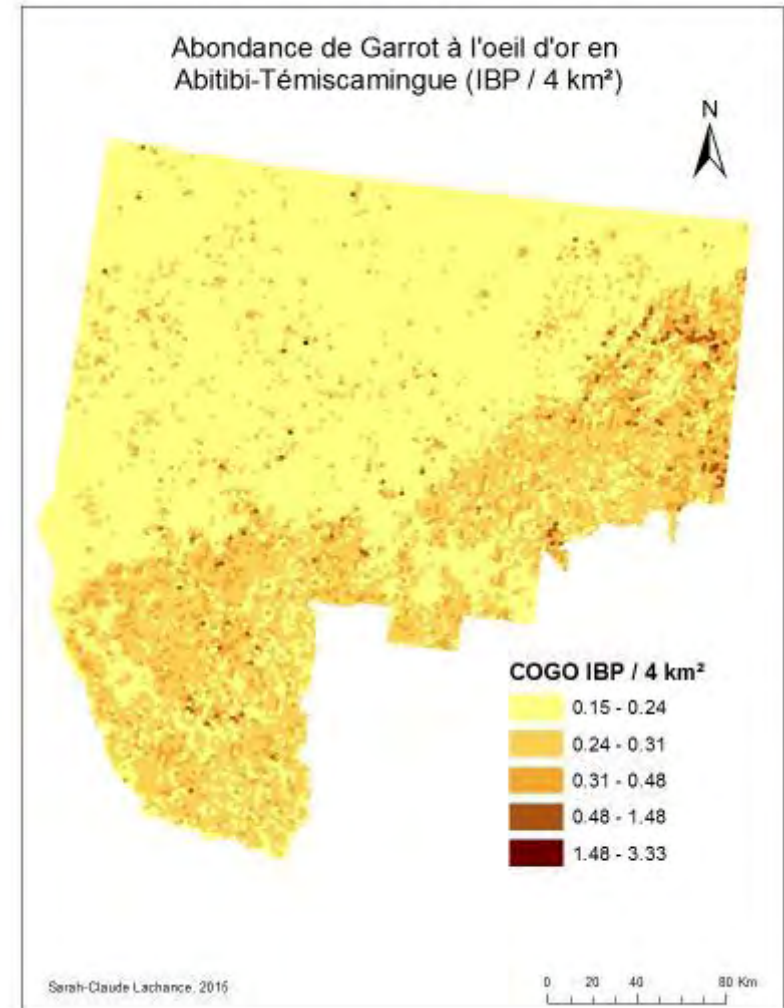 Abondance de Garrot à l'oeil d'or en
Abitibi-Témiscamingue (IBP / 4 km²)
N
COGO IBP / 4 km²
0.15 - 0.24
0.24 - 0.31
0.31 - 0.48
0.48 - 1.48
1.48 - 3.33
Sarah-Claude Lachance, 2015
0 20 40 80 Km